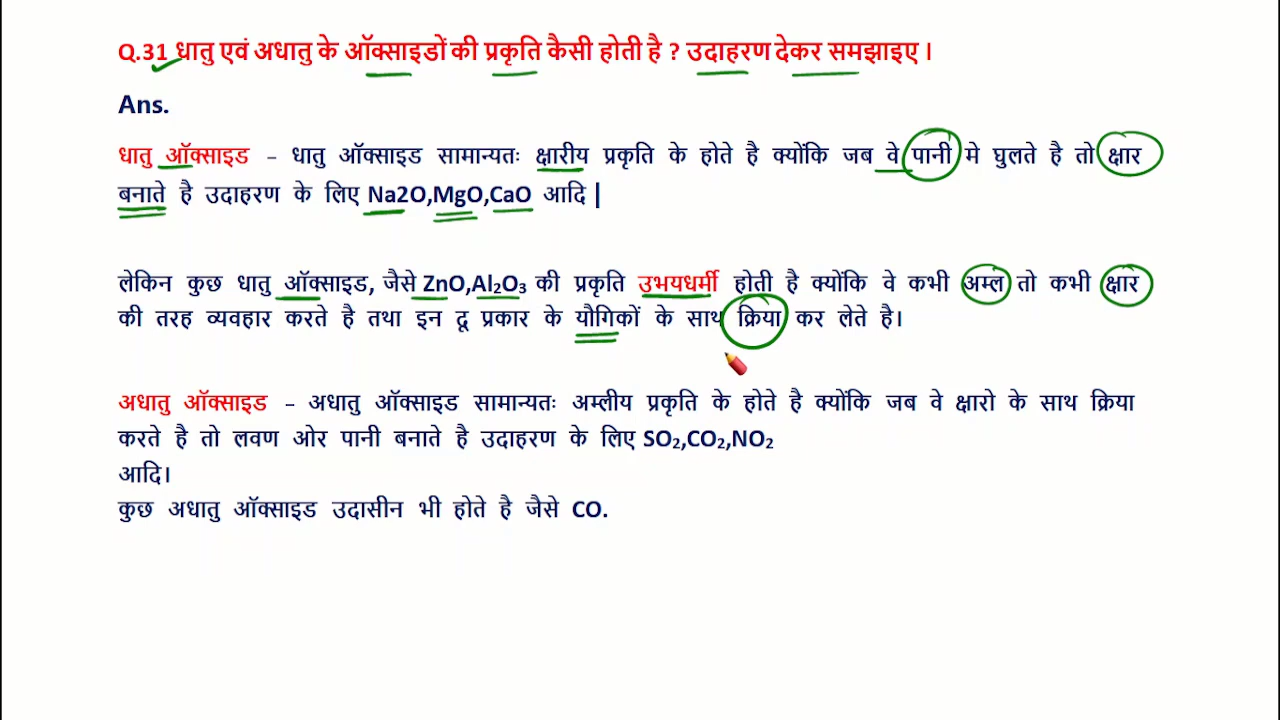 Q.31 धातु एवं अधातु के ऑक्साइडों की प्रकृति कैसी होती है ? उदाहरण देकर समझाइए ।
Ans.
धातु ऑक्साइड – धातु ऑक्साइड सामान्यतः क्षारीय प्रकृति के होते है क्योंकि जब वे पानी मे घुलते है तो क्षार
बनाते है उदाहरण के लिए Na2O,MgO,CaO आदि |
लेकिन कुछ धातु ऑक्साइड, जैसे ZnO,Al₂O₃ की प्रकृति उभयधर्मी होती है क्योंकि वे कभी अम्ल तो कभी क्षार
की तरह व्यवहार करते है तथा इन दू प्रकार के यौगिकों के साथ क्रिया कर लेते है।
अधातु ऑक्साइड – अधातु ऑक्साइड सामान्यतः अम्लीय प्रकृति के होते है क्योंकि जब वे क्षारो के साथ क्रिया
करते है तो लवण ओर पानी बनाते है उदाहरण के लिए SO₂,CO₂,NO₂
आदि।
कुछ अधातु ऑक्साइड उदासीन भी होते है जैसे CO.